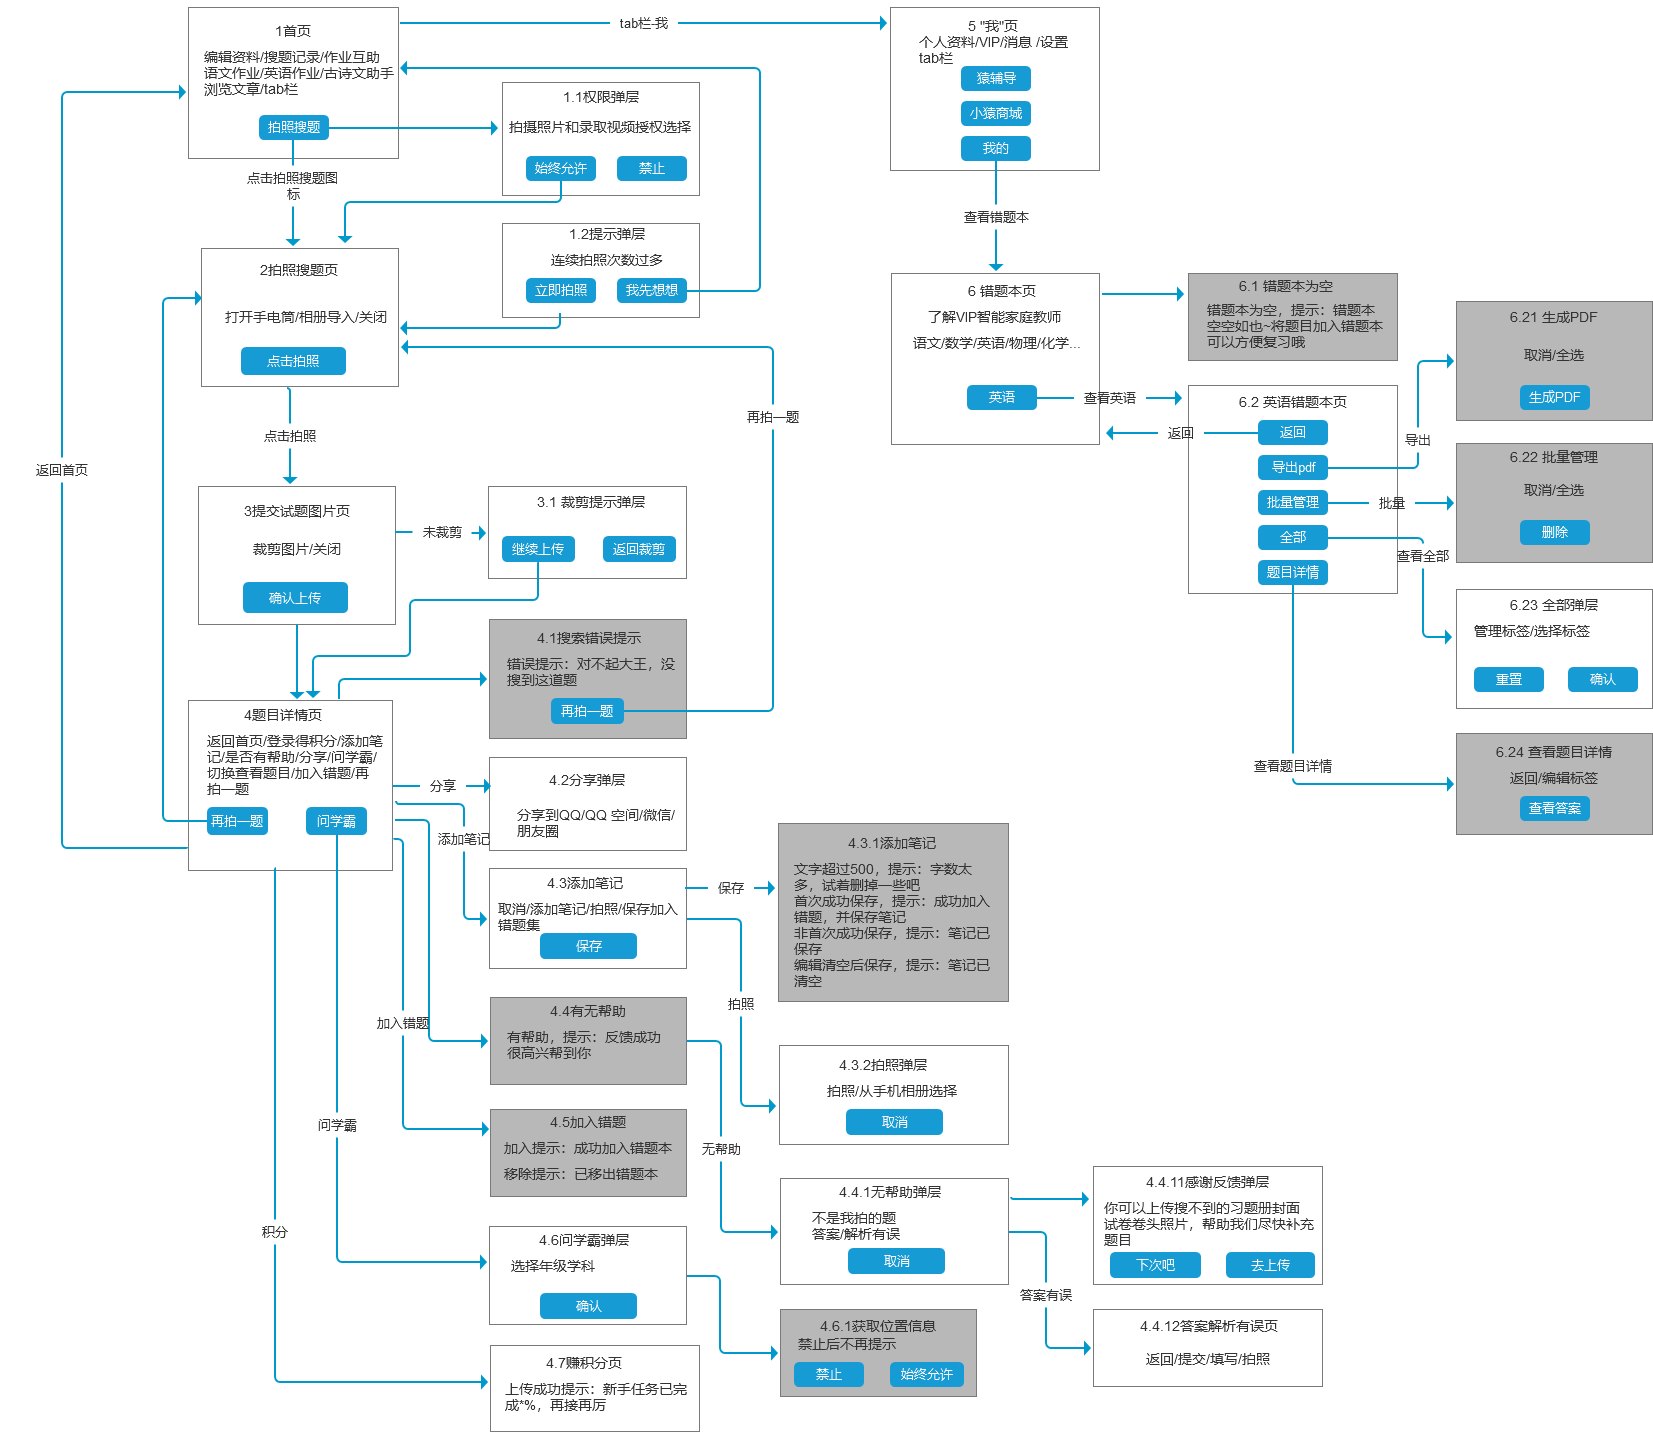 1首页
编辑资料/搜题记录/作业互助
语文作业/英语作业/古诗文助手
浏览文章/tab栏
拍照搜题
点击拍照搜题图
标
tab栏-我
1.1权限弹层
拍摄照片和录取视频授权选择
始终允许
禁止
1.2提示弹层
连续拍照次数过多
立即拍照
我先想想
2拍照搜题页
打开手电筒/相册导入/关闭
点击拍照
点击拍照
再拍一题
返回首页
3提交试题图片页
裁剪图片/关闭
确认上传
未裁剪
3.1 裁剪提示弹层
继续上传
返回裁剪
4.1搜索错误提示
错误提示：对不起大王，没
搜到这道题
再拍一题
4题目详情页
返回首页/登录得积分/添加笔
记/是否有帮助/分享/问学霸/
切换查看题目/加入错题/再
拍一题
再拍一题
问学霸
分享
添加笔记
4.2分享弹层
分享到QQ/QQ 空间/微信/
朋友圈
4.3添加笔记
取消/添加笔记/拍照/保存加入
错题集
保存
保存
拍照
4.3.1添加笔记
文字超过500，提示：字数太
多，试着删掉一些吧
首次成功保存，提示：成功加入
错题，并保存笔记
非首次成功保存，提示：笔记已
保存
编辑清空后保存，提示：笔记已
清空
4.3.2拍照弹层
拍照/从手机相册选择
取消
加入错题
4.4有无帮助
有帮助，提示：反馈成功
很高兴帮到你
无帮助
4.5加入错题
加入提示：成功加入错题本
移除提示：已移出错题本
问学霸
积分
4.4.1无帮助弹层
不是我拍的题
答案/解析有误
取消
4.4.11感谢反馈弹层
你可以上传搜不到的习题册封面
试卷卷头照片，帮助我们尽快补充
题目
下次吧
去上传
答案有误
4.4.12答案解析有误页
返回/提交/填写/拍照
4.6问学霸弹层
选择年级学科
确认
4.6.1获取位置信息
禁止后不再提示
禁止
始终允许
4.7赚积分页
上传成功提示：新手任务已完
成*%，再接再厉
5 "我"页
个人资料/VIP/消息 /设置
tab栏
猿辅导
小猿商城
我的
查看错题本
6 错题本页
了解VIP智能家庭教师
语文/数学/英语/物理/化学...
英语
查看英语
返回
6.1 错题本为空
错题本为空，提示：错题本
空空如也~将题目加入错题本
可以方便复习哦
6.2 英语错题本页
返回
导出pdf
批量管理
全部
题目详情
导出
批量
查看全部
查看题目详情
6.21 生成PDF
取消/全选
生成PDF
6.22 批量管理
取消/全选
删除
6.23 全部弹层
管理标签/选择标签
重置
确认
6.24 查看题目详情
返回/编辑标签
查看答案